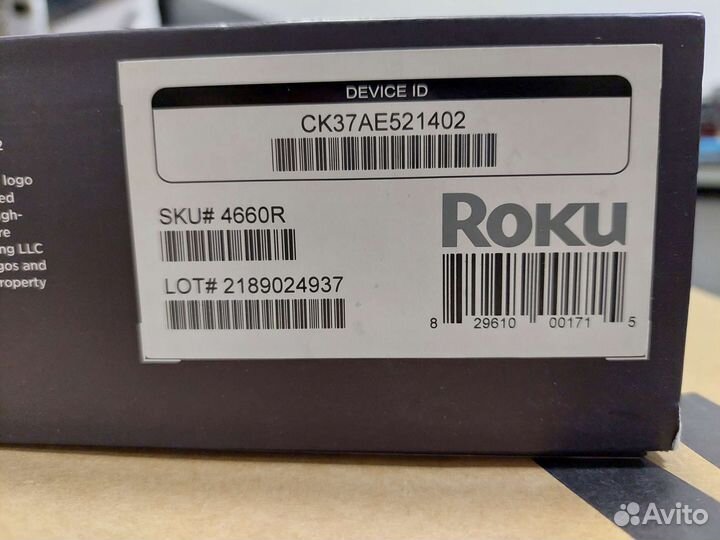 2
logo
ed
gh-
re
ng LLC
gos and
roperty
DEVICE ID
CK37AE521402
SKU# 4660R
LOT# 2189024937
ROKU
8 29610 00171 5
Avito